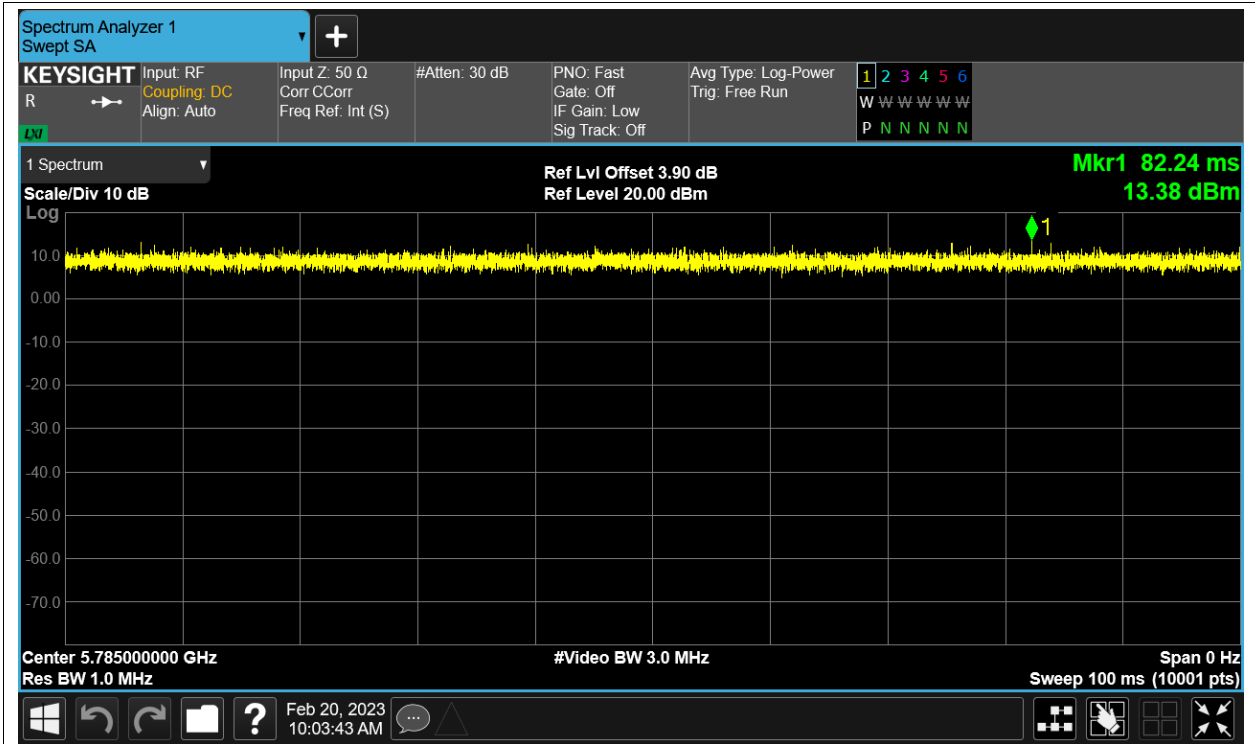 Spectrum Analyzer 1
Swept SA
KEYSIGHT
R
LXI
Input: RF
Coupling: DC
Align: Auto
Input Z: 50 Ω
Corr CCorr
Freq Ref: Int (S)
#Atten: 30 dB
PNO: Fast
Gate: Off
IF Gain: Low
Sig Track: Off
Avg Type: Log-Power
Trig: Free Run
1 2 3 4 5 6
W W W W W W
P N N N N N
1 Spectrum
Scale/Div 10 dB
Ref Lvl Offset 3.90 dB
Ref Level 20.00 dBm
Mkr1 82.24 ms
13.38 dBm
Log
1
10.0
0.00
-10.0
-20.0
-30.0
-40.0
-50.0
-60.0
-70.0
Center 5.785000000 GHz
#Video BW 3.0 MHz
Span 0 Hz
Res BW 1.0 MHz
Sweep 100 ms (10001 pts)
?
Feb 20, 2023
10:03:43 AM